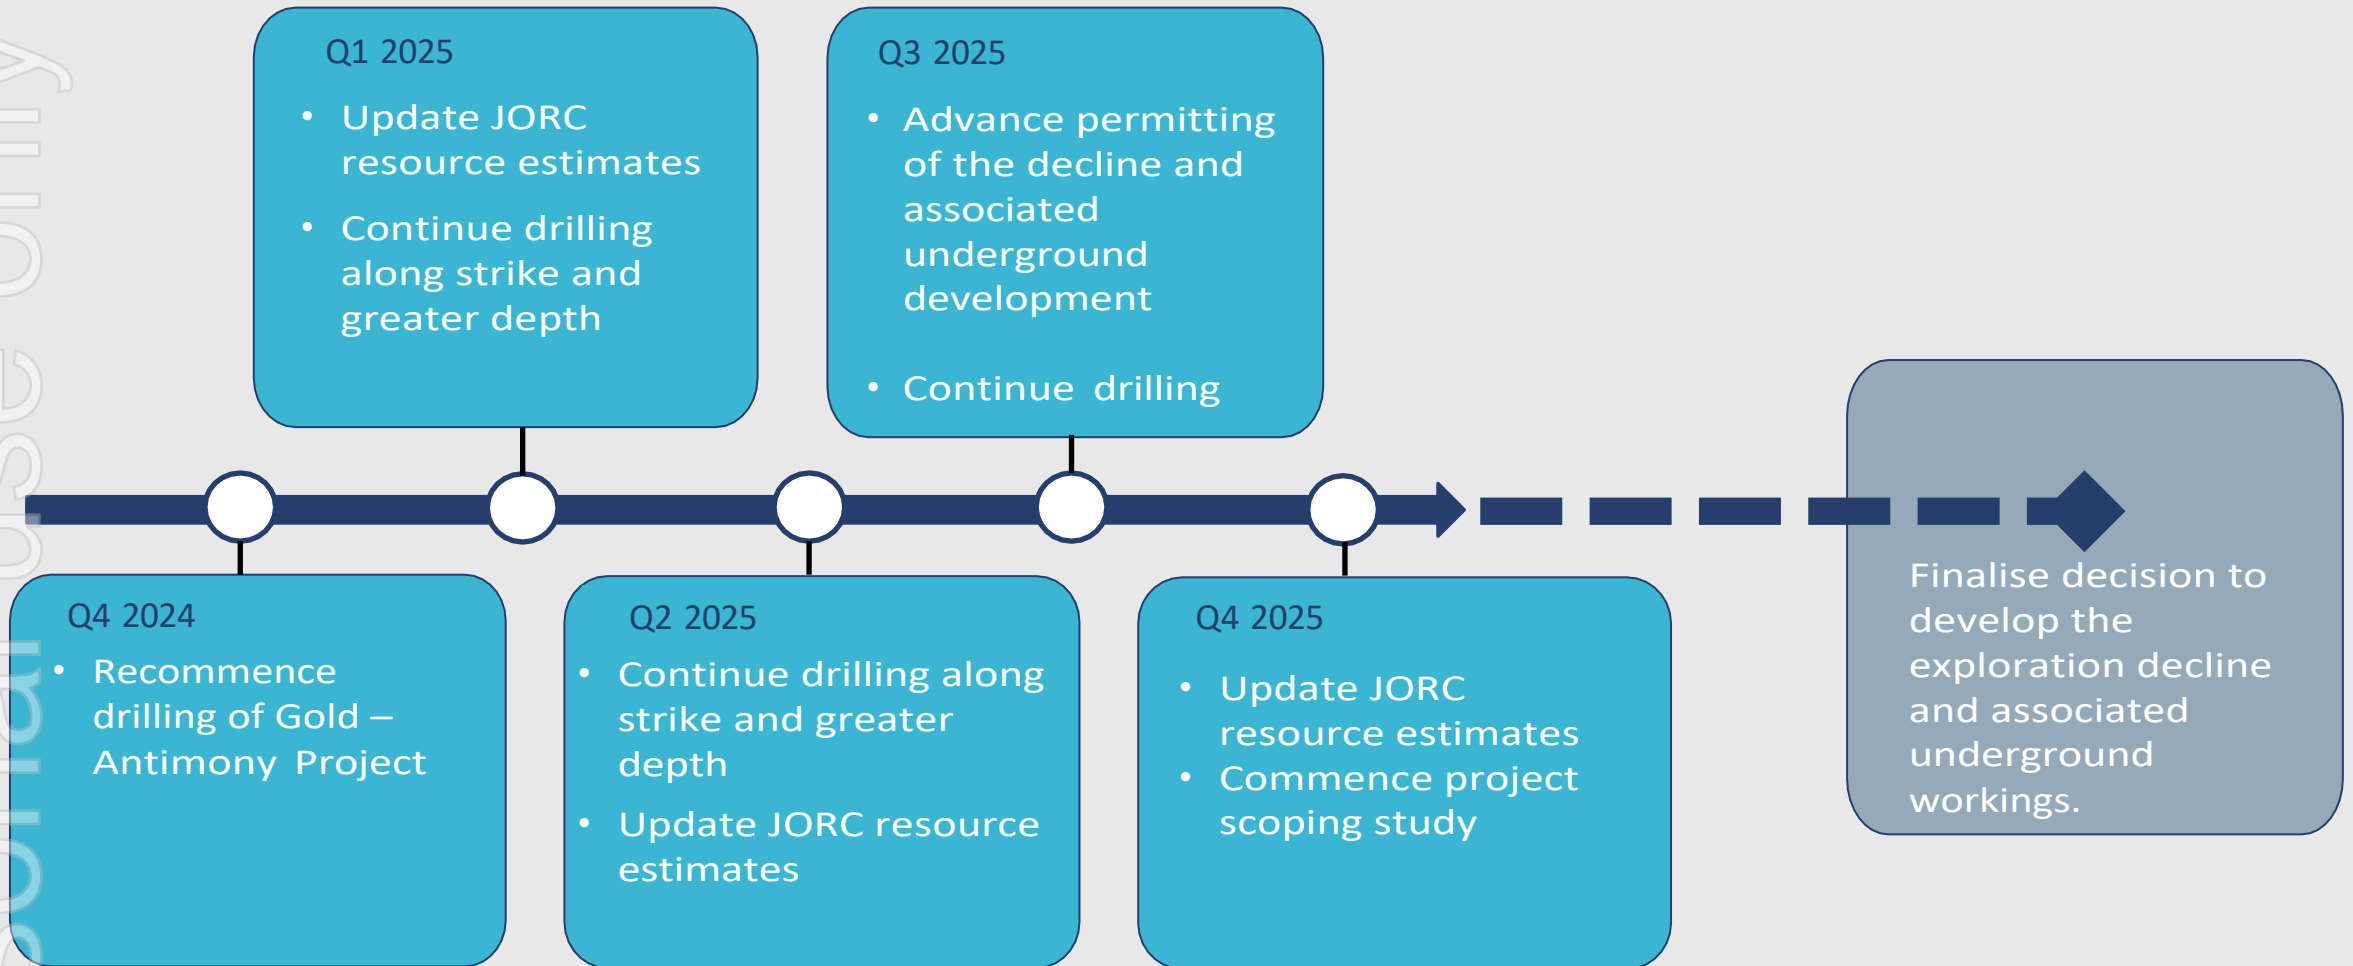 Q1 2025
• Update JORC
resource estimates
• Continue drilling
along strike and
greater depth
Q3 2025
• Advance permitting
of the decline and
associated
underground
development
• Continue drilling
Q4 2024
• Recommence
drilling of Gold –
Antimony Project
Q2 2025
• Continue drilling along
strike and greater
depth
• Update JORC resource
estimates
Q4 2025
• Update JORC
resource estimates
• Commence project
scoping study
Finalise decision to
develop the
exploration decline
and associated
underground
workings.
use only